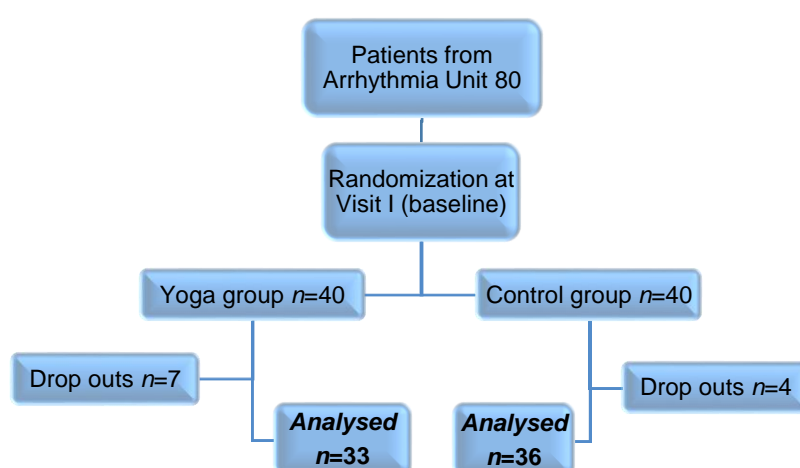 Patients from
Arrhythmia Unit 80
Randomization at
Visit I (baseline)
Yoga group n=40
Control group n=40
Drop outs n=7
Drop outs n=4
Analysed
n=33
Analysed
n=36